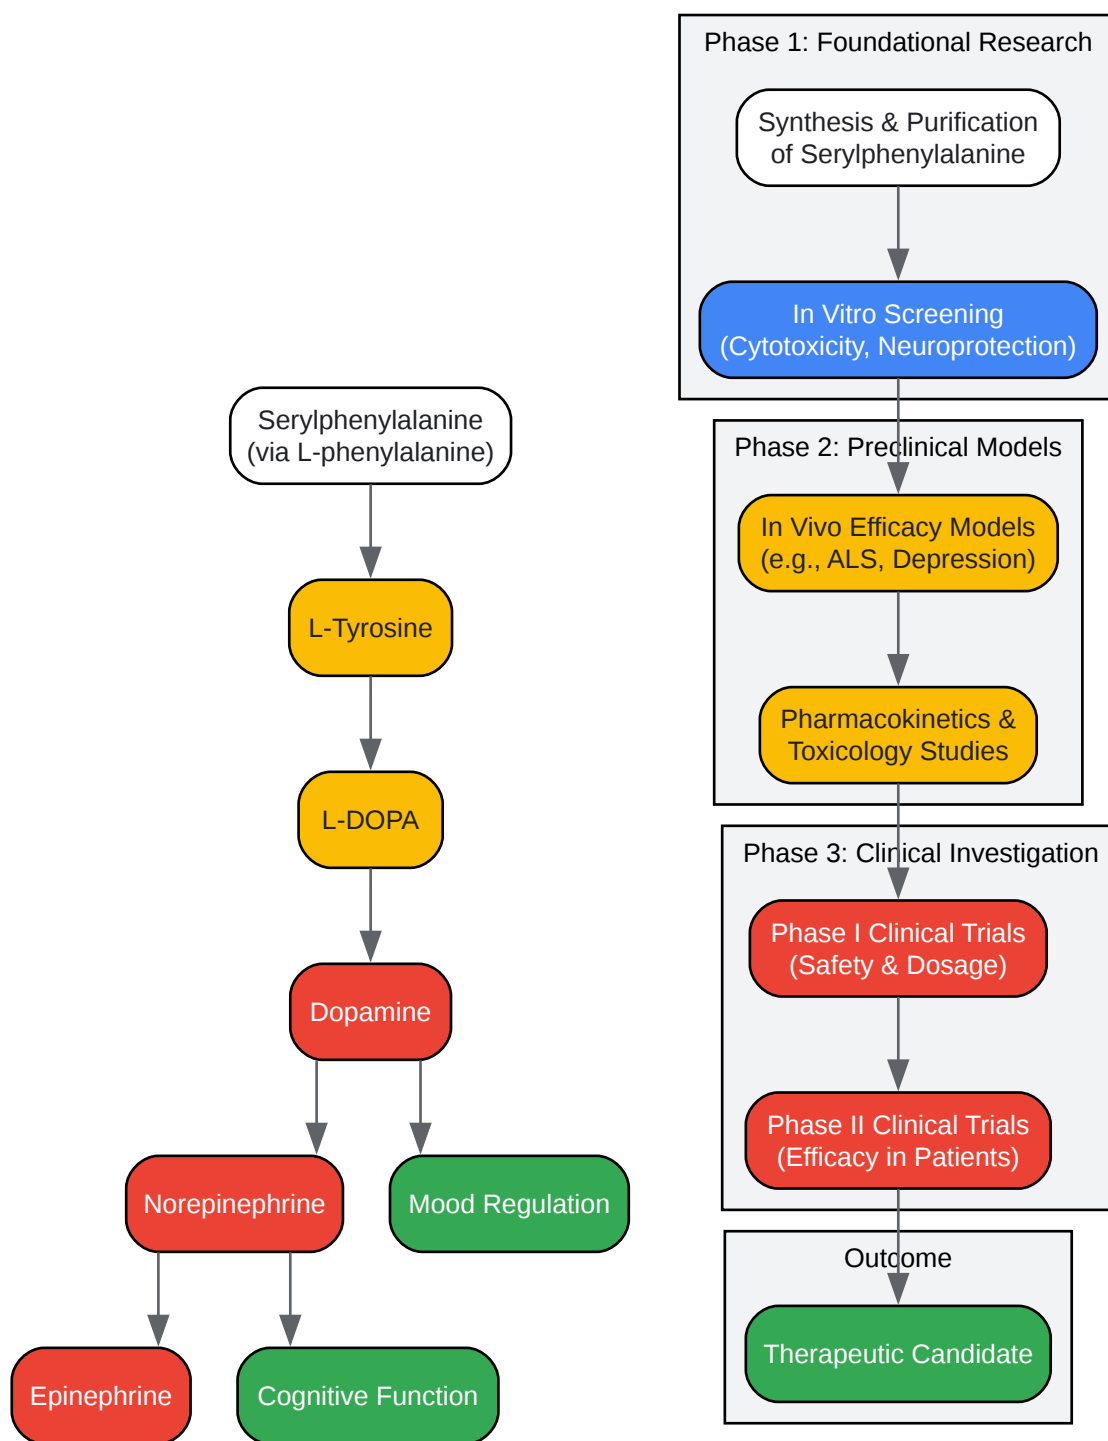 Serylphenylalanine
(via L-phenylalanine)
L-Tyrosine
L-DOPA
Dopamine
Norepinephrine
Mood Regulation
Epinephrine
Cognitive Function
Phase 1: Foundational Research
Synthesis & Purification
of Serylphenylalanine
In Vitro Screening
(Cytotoxicity, Neuroprotection)
Phase 2: Preclinical Models
In Vivo Efficacy Models
(e.g., ALS, Depression)
Pharmacokinetics &
Toxicology Studies
Phase 3: Clinical Investigation
Phase I Clinical Trials
(Safety & Dosage)
Phase II Clinical Trials
(Efficacy in Patients)
Outcome
Therapeutic Candidate